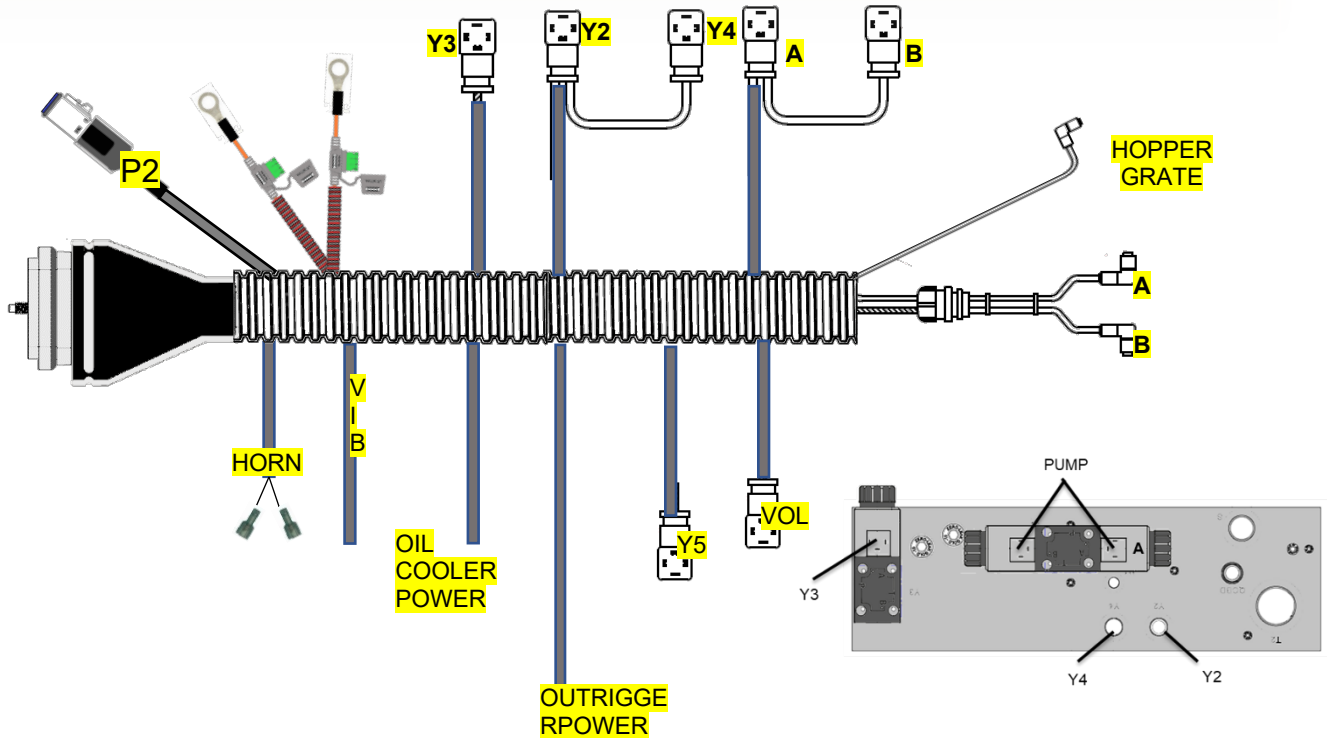 Y3
Y2
Y4
A
B
P2
HOPPER
GRATE
A
B
V
I
B
HORN
OIL
COOLER
POWER
Y5
VOL
OUTRIGGE
RPOWER
PUMP
A
Y3
Y4
Y2